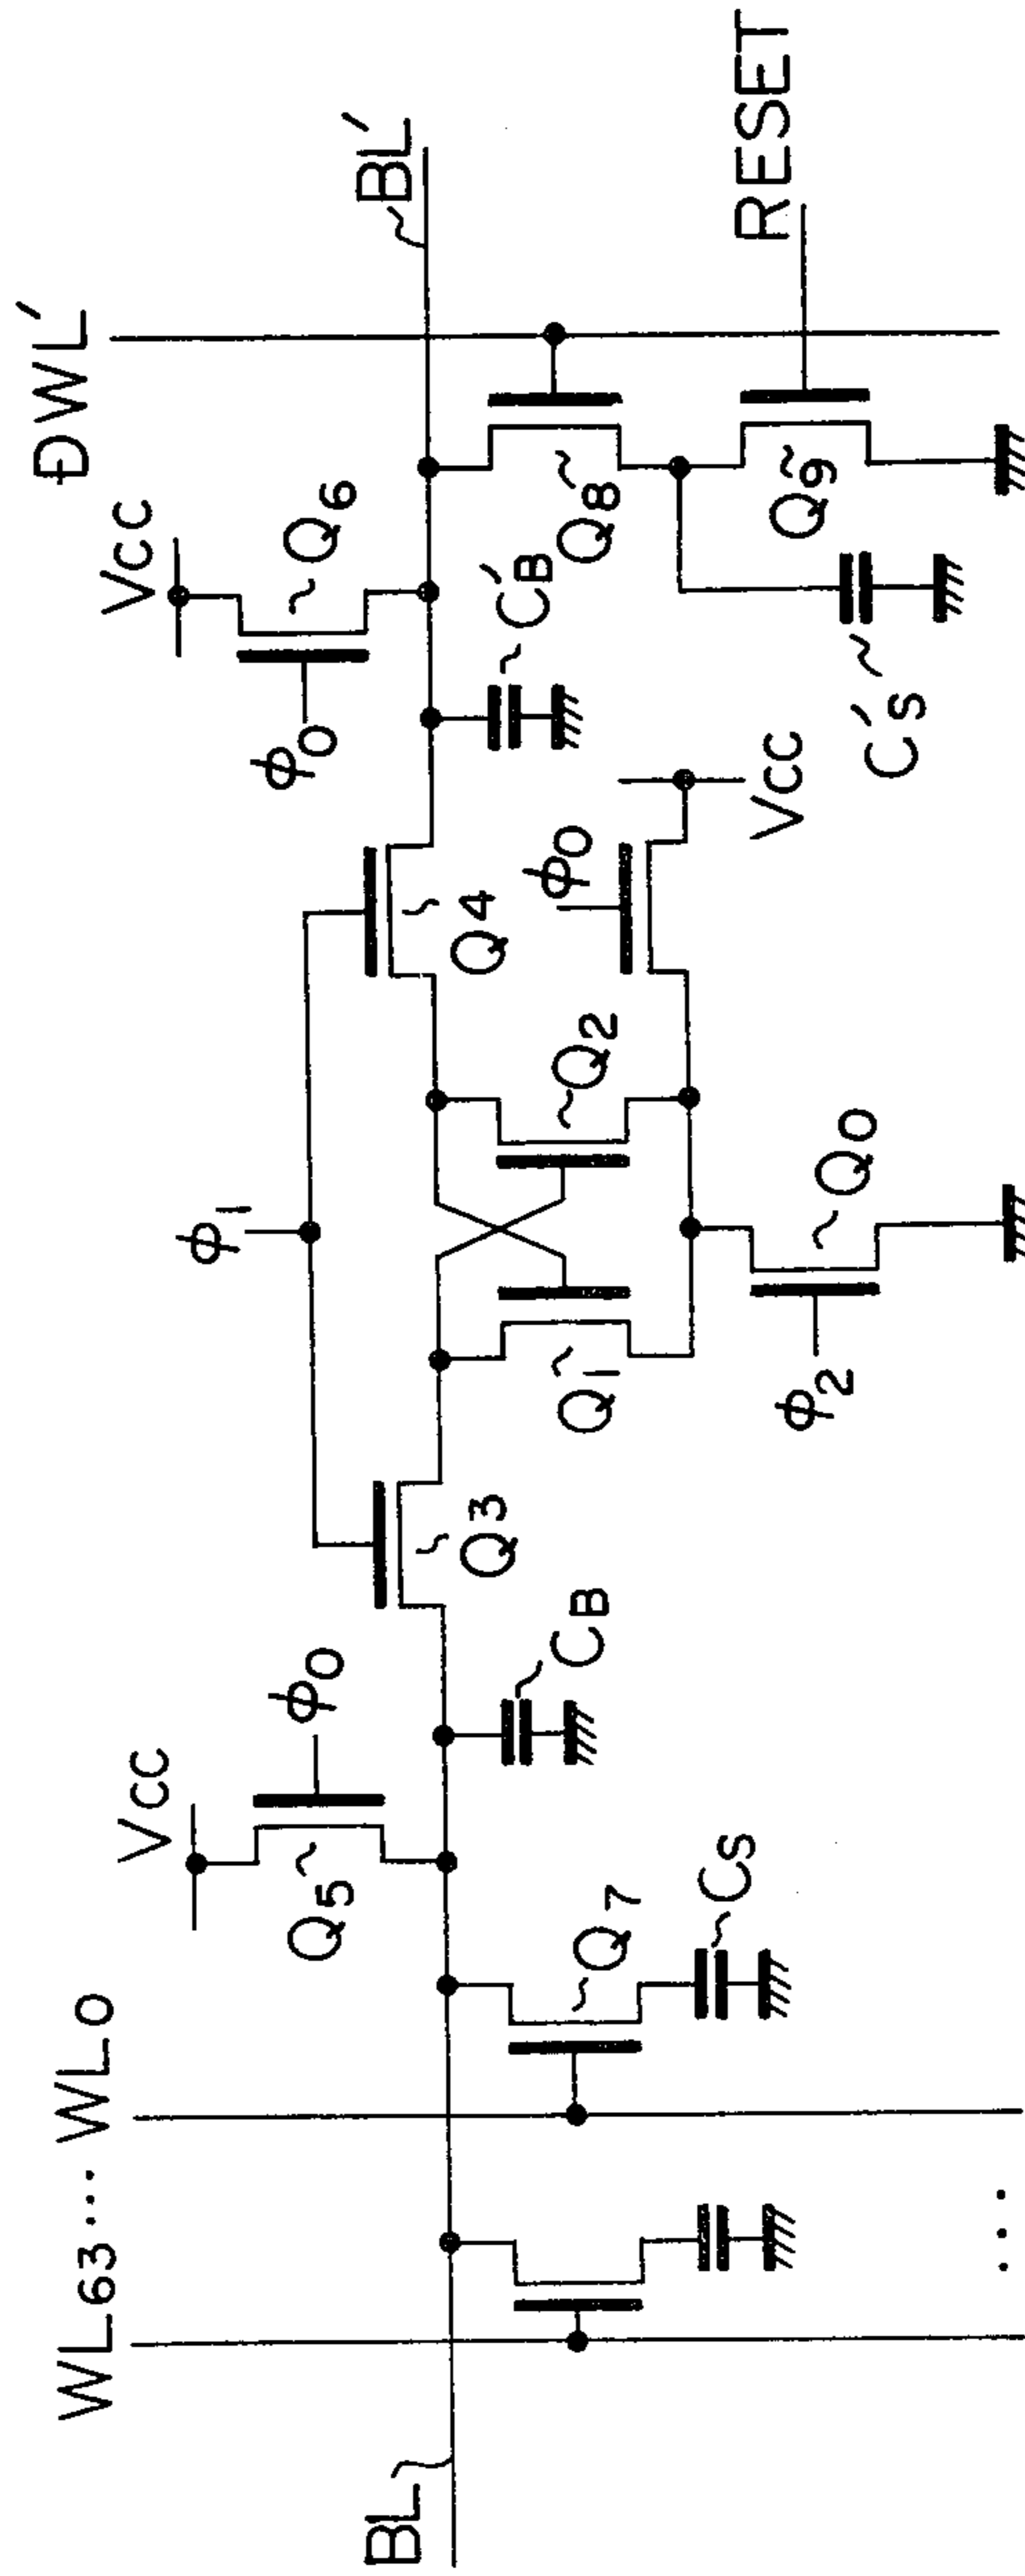 WL63 ... WL0
VCC
VCC
DWL'
φ1
φ0
φ0
Q5
Q6
BL
BL'
Q3
Q4
φ0
CB
C'B
Q7
Q1
Q2
Q8
CS
VCC
RESET
φ2
Q0
Q9
C'S